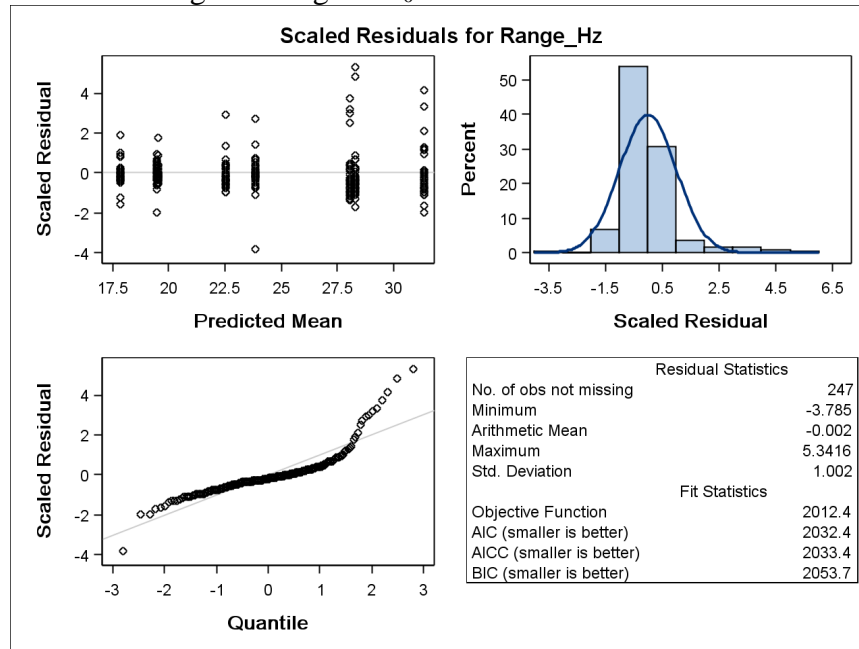 Scaled Residuals for Range_Hz
Scaled Residual
4
2
0
-2
-4
17.5 20 22.5 25 27.5 30
Predicted Mean
Percent
50
40
30
20
10
0
-3.5 -1.5 0.5 2.5 4.5 6.5
Scaled Residual
Scaled Residual
4
2
0
-2
-4
-3 -2 -1 0 1 2 3
Quantile
Residual Statistics
No. of obs not missing 247
Minimum -3.785
Arithmetic Mean -0.002
Maximum 5.3416
Std. Deviation 1.002
Fit Statistics
Objective Function 2012.4
AIC (smaller is better) 2032.4
AICC (smaller is better) 2033.4
BIC (smaller is better) 2053.7